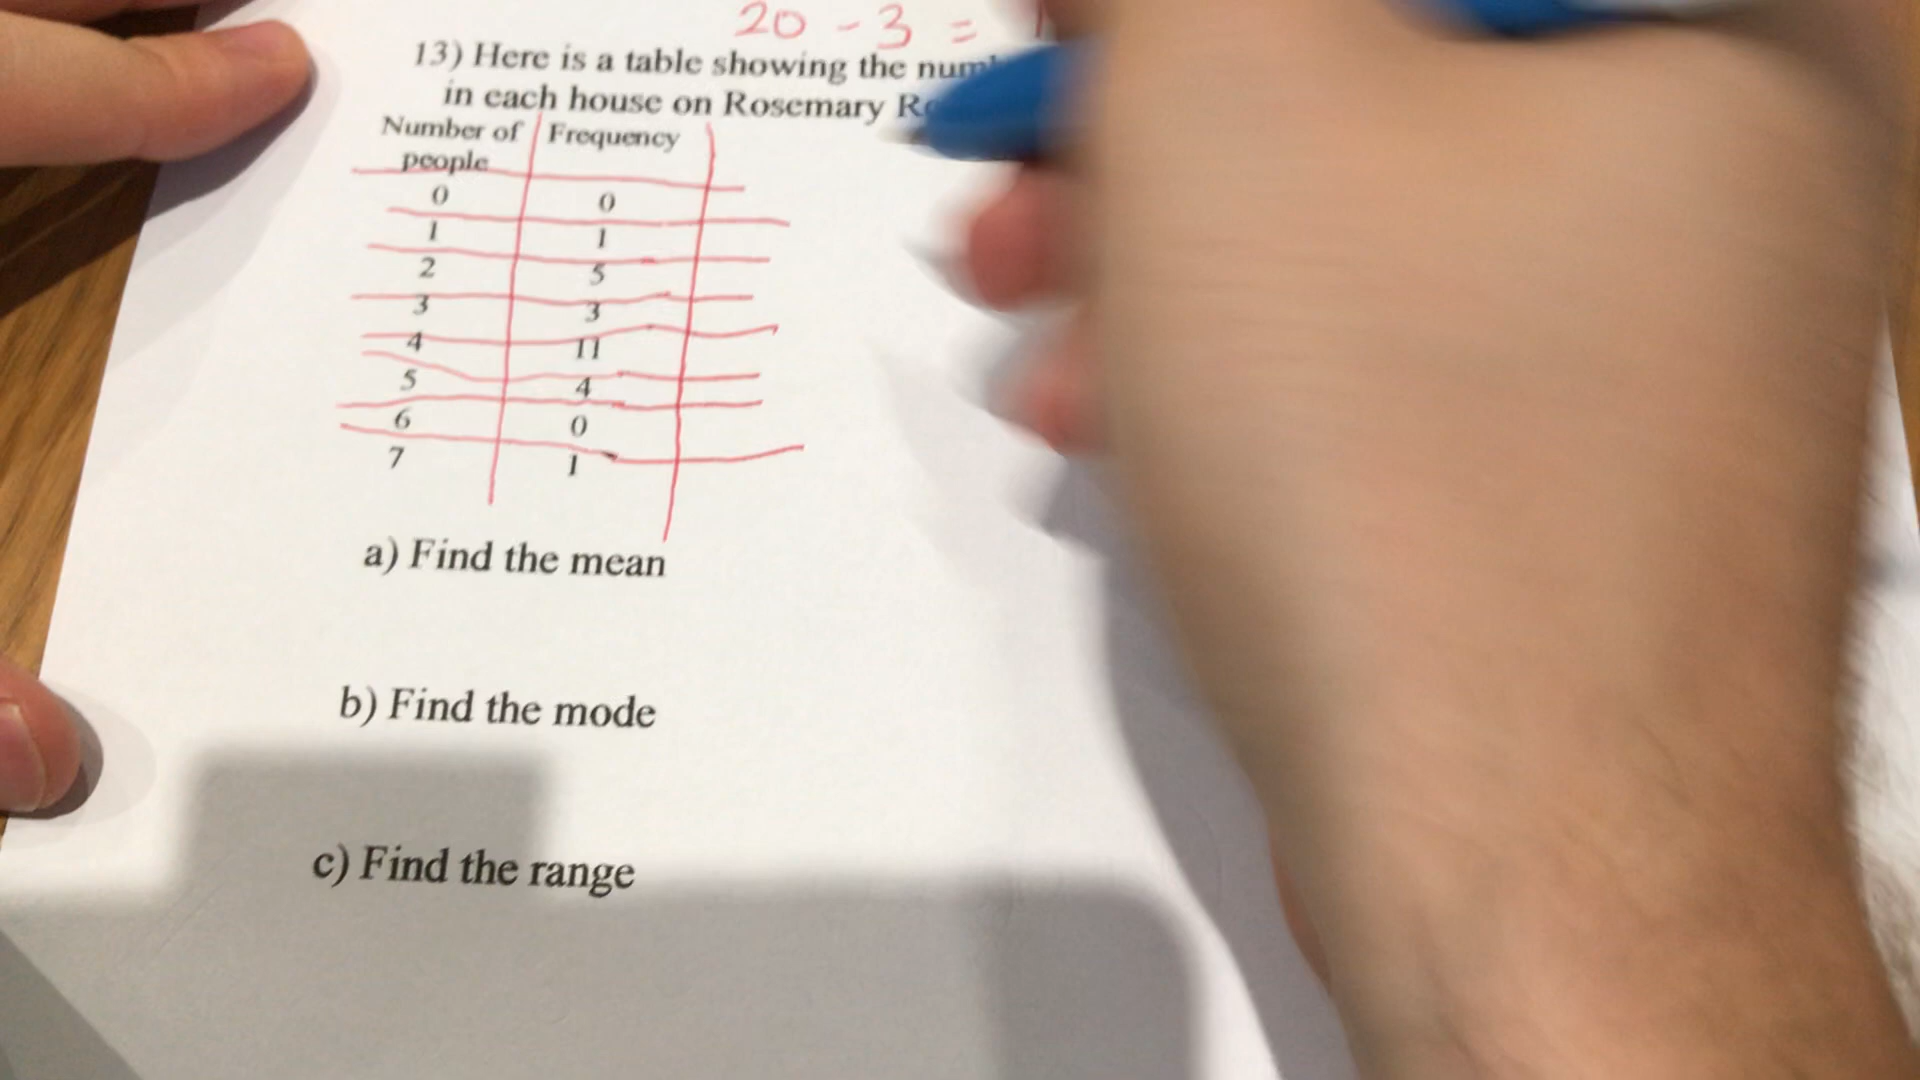 20 - 3 =
13) Here is a table showing the
in each house on Rosemary
Number of people Frequency
0 0
1 1
2 5
3 3
4 11
5 4
6 0
7 1
a) Find the mean
b) Find the mode
c) Find the range